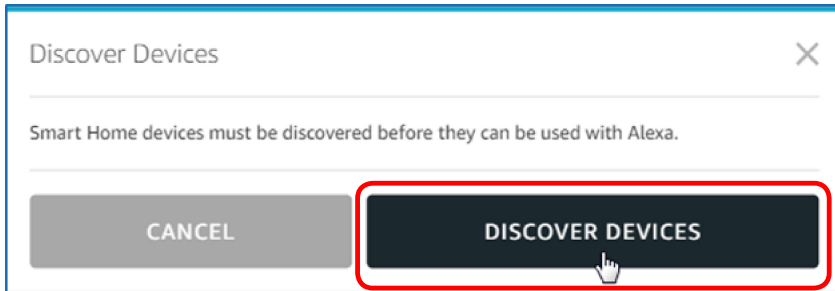 Discover Devices
Smart Home devices must be discovered before they can be used with Alexa.
CANCEL
DISCOVER DEVICES